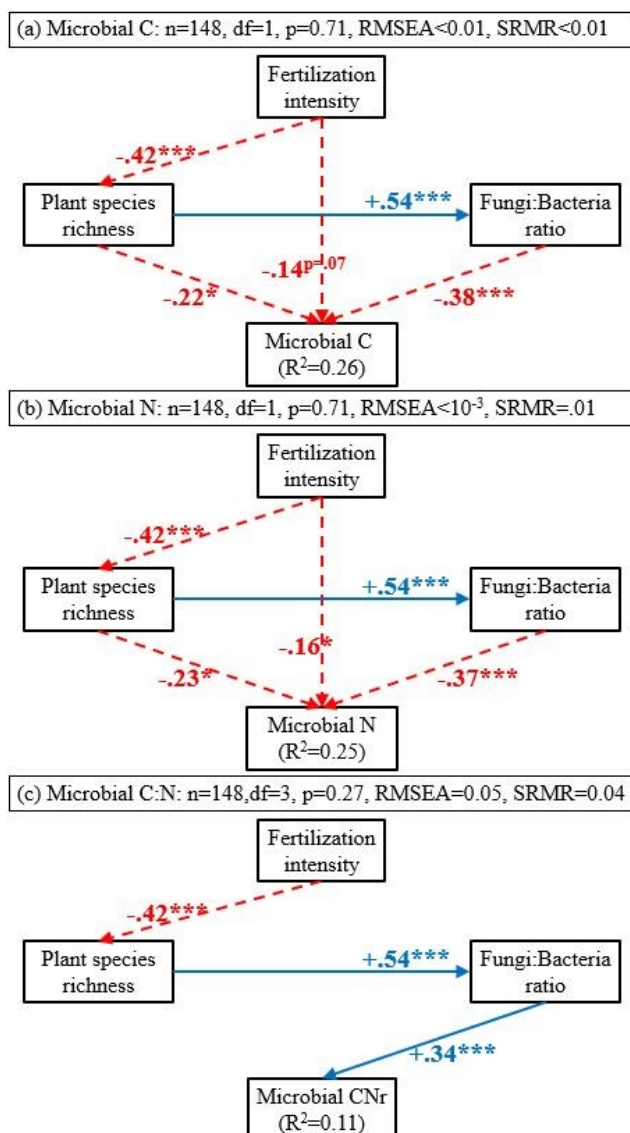 (a) Microbial C: n=148, df=1, p=0.71, RMSEA<0.01, SRMR<0.01
Fertilization
intensity
-.42***
Plant species
richness
+.54***
Fungi:Bacteria
ratio
-.22*
-.14p=.07
-.38***
Microbial C
(R²=0.26)
(b) Microbial N: n=148, df=1, p=0.71, RMSEA<10⁻³, SRMR=.01
Fertilization
intensity
-.42***
Plant species
richness
+.54***
Fungi:Bacteria
ratio
-.23*
-.16*
-.37***
Microbial N
(R²=0.25)
(c) Microbial C:N: n=148,df=3, p=0.27, RMSEA=0.05, SRMR=0.04
Fertilization
intensity
-.42***
Plant species
richness
+.54***
Fungi:Bacteria
ratio
+.34***
Microbial CNr
(R²=0.11)